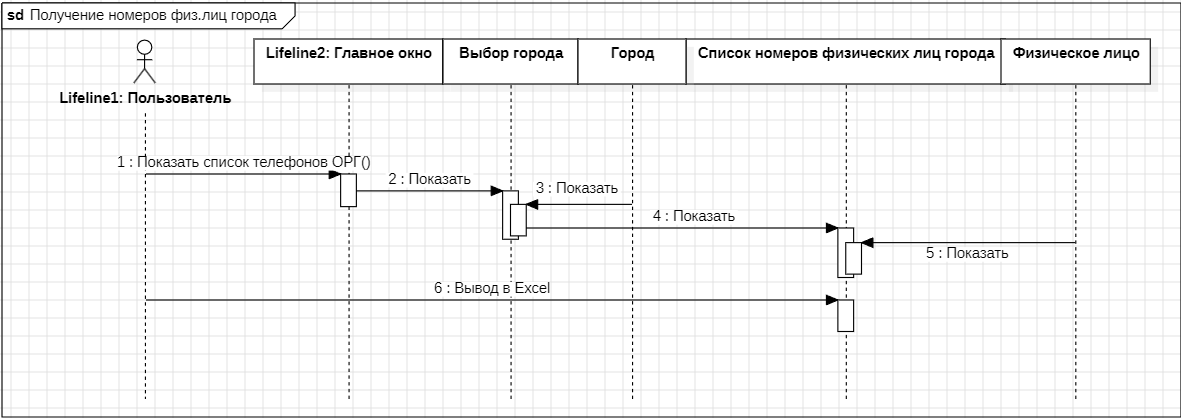 sd Получение номеров физ.лиц города
Lifeline1: Пользователь
Lifeline2: Главное окно
Выбор города
Город
Список номеров физических лиц города
Физическое лицо
1 : Показать список телефонов ОРГ()
2 : Показать
3 : Показать
4 : Показать
5 : Показать
6 : Вывод в Excel